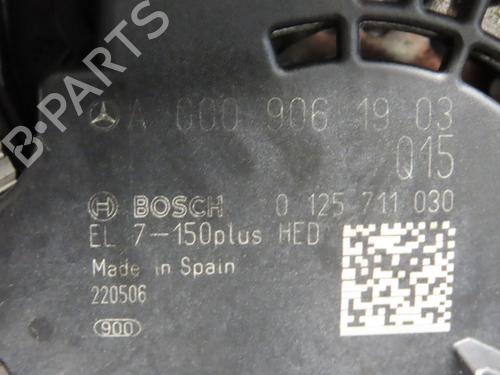 B-PARTS
A 000 906 19 03
Q15
BOSCH 0 125 711 030
EL 7-150plus HED
Made in Spain
220506
900